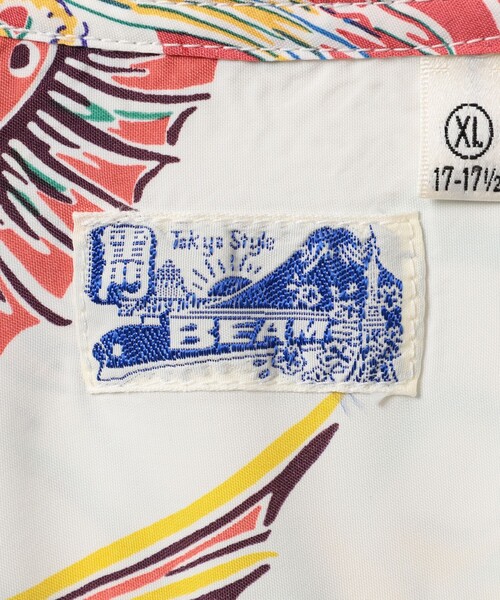 Tokyo Style
BEAMS
XL
17-17½